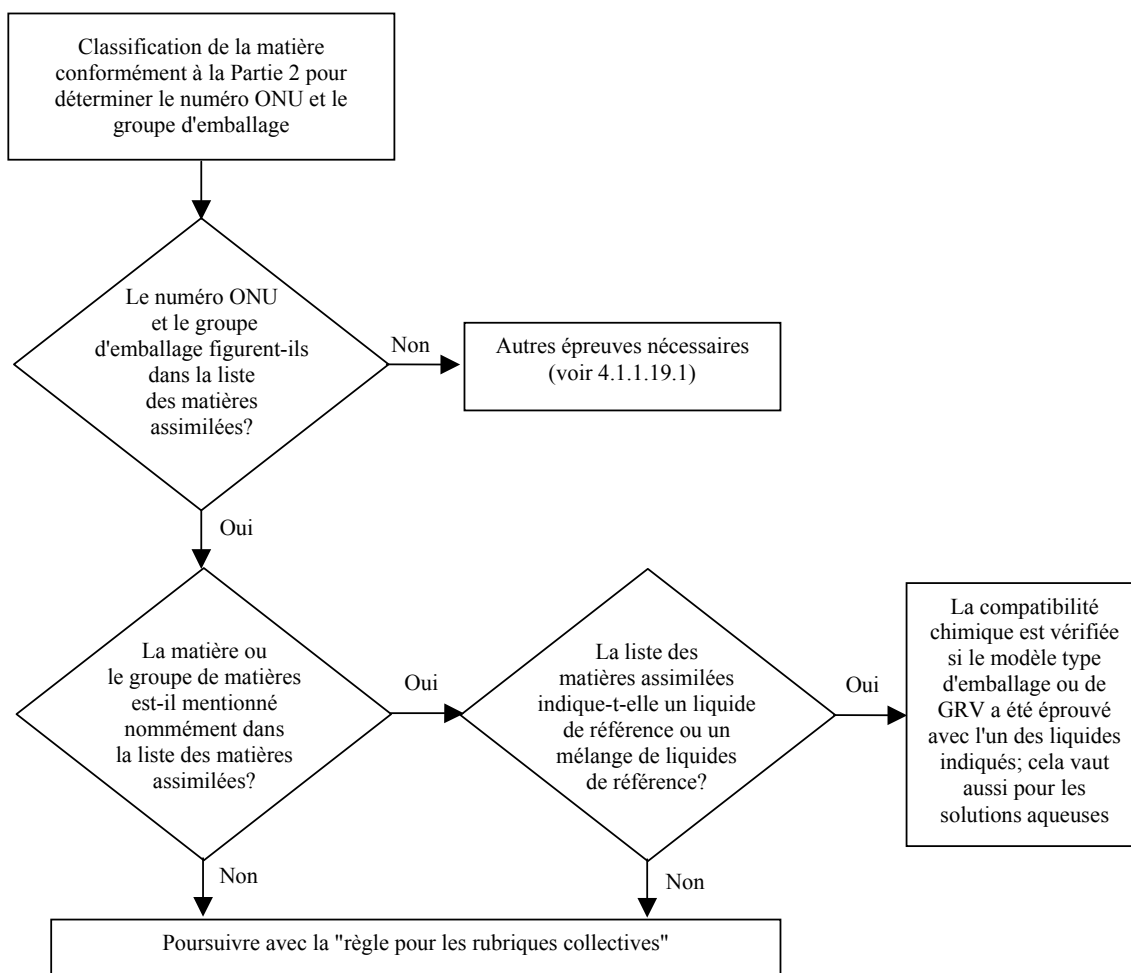 Classification de la matière
conformément à la Partie 2 pour
déterminer le numéro ONU et le
groupe d'emballage
Le numéro ONU
et le groupe
d'emballage figurent-ils
dans la liste
des matières
assimilées?
Non
Autres épreuves nécessaires
(voir 4.1.1.19.1)
Oui
La matière ou
le groupe de matières
est-il mentionné
nommément dans
la liste des matières
assimilées?
Oui
La liste des
matières assimilées
indique-t-elle un liquide
de référence ou un
mélange de liquides
de référence?
Oui
La compatibilité
chimique est vérifiée
si le modèle type
d'emballage ou de
GRV a été éprouvé
avec l'un des liquides
indiqués; cela vaut
aussi pour les
solutions aqueuses
Non
Non
Poursuivre avec la "règle pour les rubriques collectives"